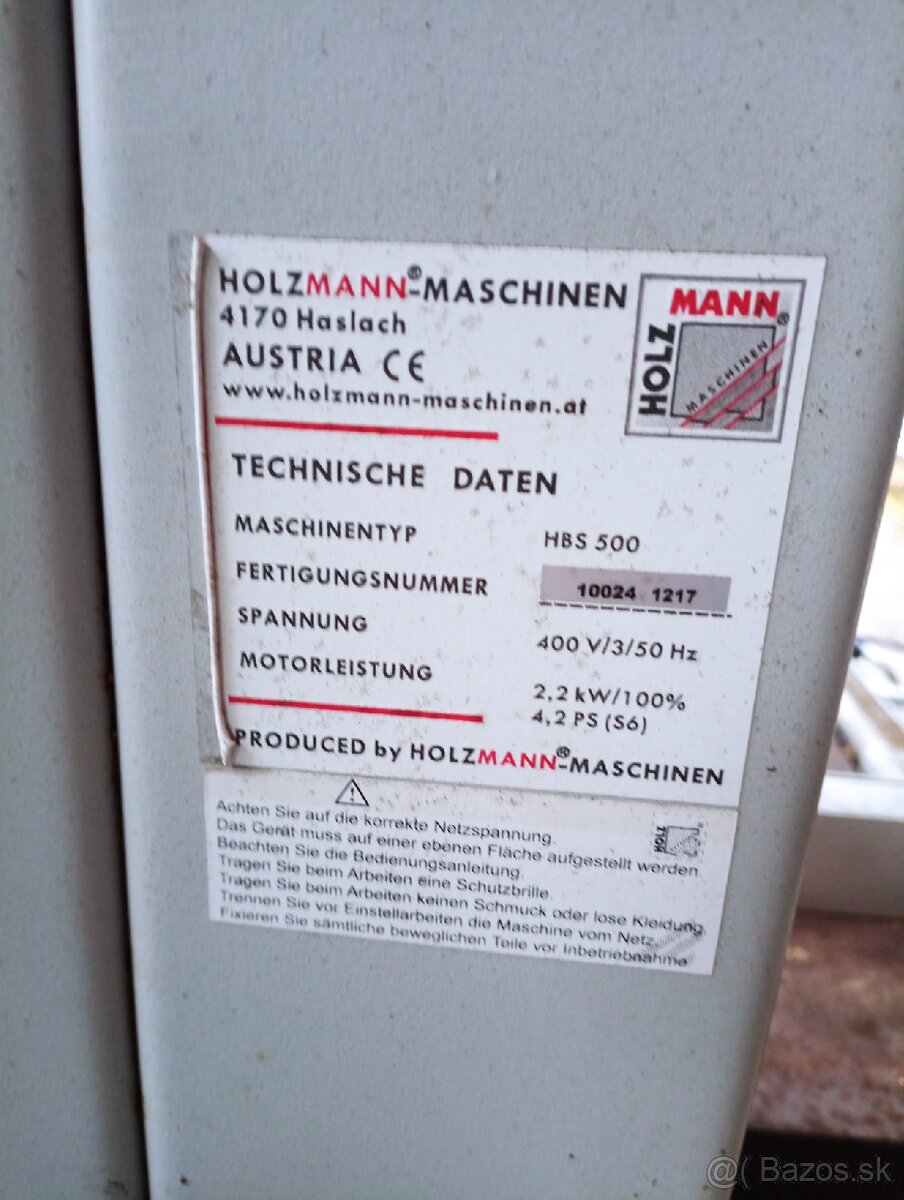 HOLZMANN®-MASCHINEN
4170 Haslach
AUSTRIA CE
www.holzmann-maschinen.at
HOLZ MANN®
MASCHINEN
TECHNISCHE DATEN
MASCHINENTYP HBS 500
FERTIGUNGSNUMMER 10024 1217
SPANNUNG 400 V/3/50 Hz
MOTORLEISTUNG 2,2 kW/100%
4,2 PS (S6)
PRODUCED by HOLZMANN®-MASCHINEN
Achten Sie auf die korrekte Netzspannung.
Das Gerät muss auf einer ebenen Fläche aufgestellt werden.
Beachten Sie die Bedienungsanleitung.
Tragen Sie beim Arbeiten eine Schutzbrille.
Tragen Sie beim Arbeiten keinen Schmuck oder lose Kleidung.
Trennen Sie vor Einstellarbeiten die Maschine vom Netz.
Fixieren Sie sämtliche beweglichen Teile vor Inbetriebnahme
HOLZ
@( Bazos.sk